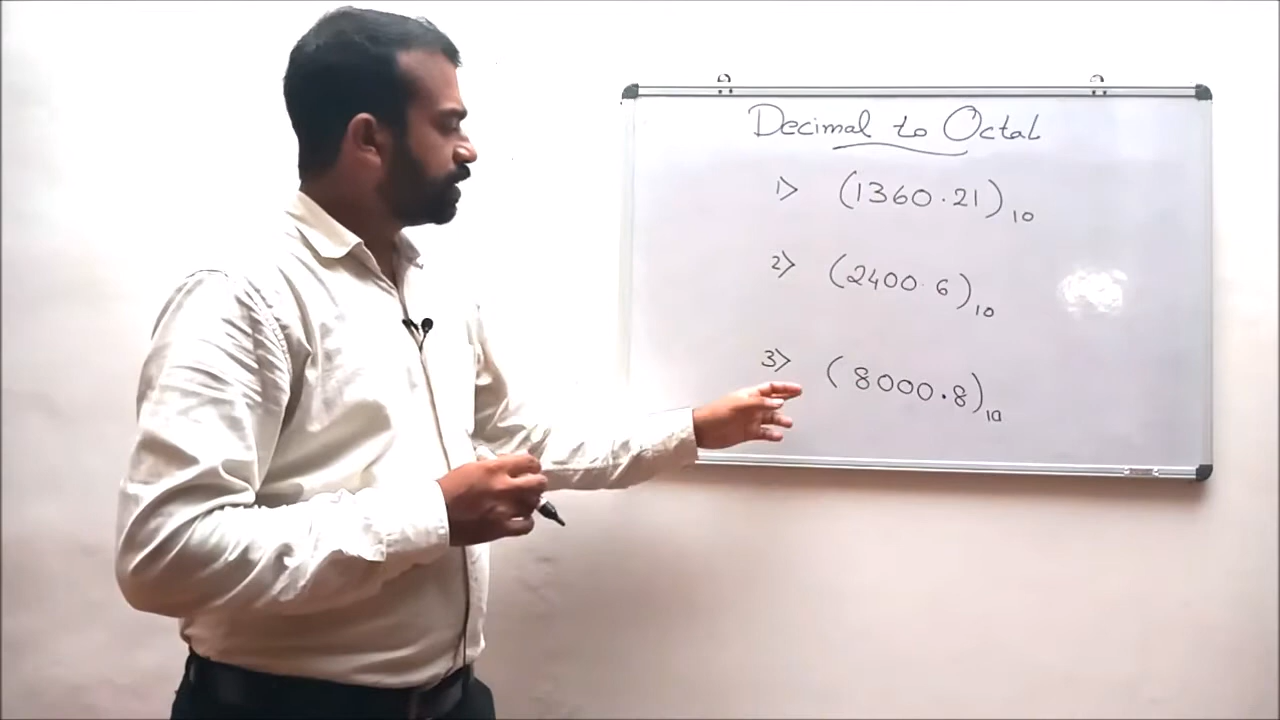 Decimal to Octal
1> (1360.21)10
2> (2400.6)10
3> (8000.8)10